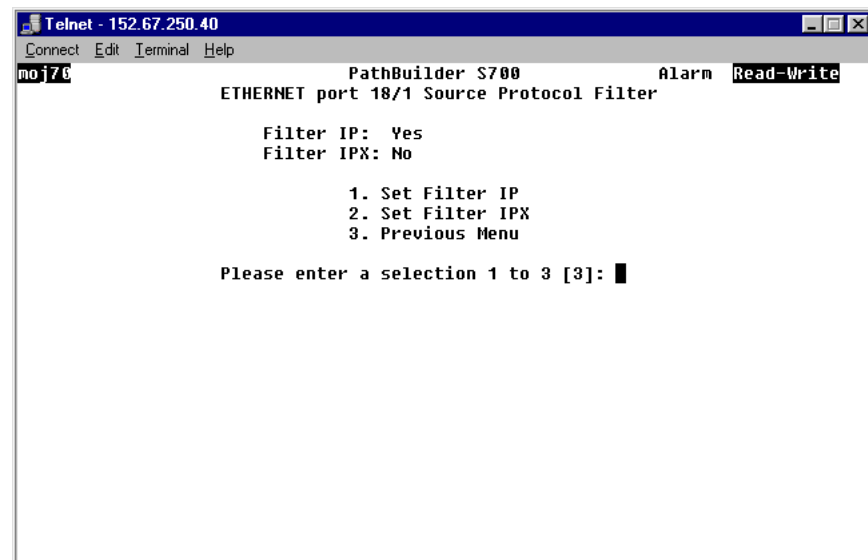 Telnet - 152.67.250.40
Connect Edit Terminal Help
moj70 PathBuilder S700 Alarm Read-Write
ETHERNET port 18/1 Source Protocol Filter
Filter IP: Yes
Filter IPX: No
1. Set Filter IP
2. Set Filter IPX
3. Previous Menu
Please enter a selection 1 to 3 [3]: